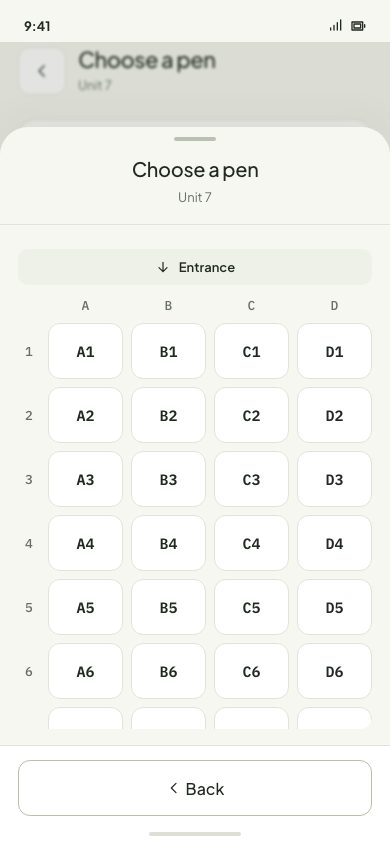 9:41
Choose a pen
Unit 7
Choose a pen
Unit 7
Entrance
A B C D
1 A1 B1 C1 D1
2 A2 B2 C2 D2
3 A3 B3 C3 D3
4 A4 B4 C4 D4
5 A5 B5 C5 D5
6 A6 B6 C6 D6
Back